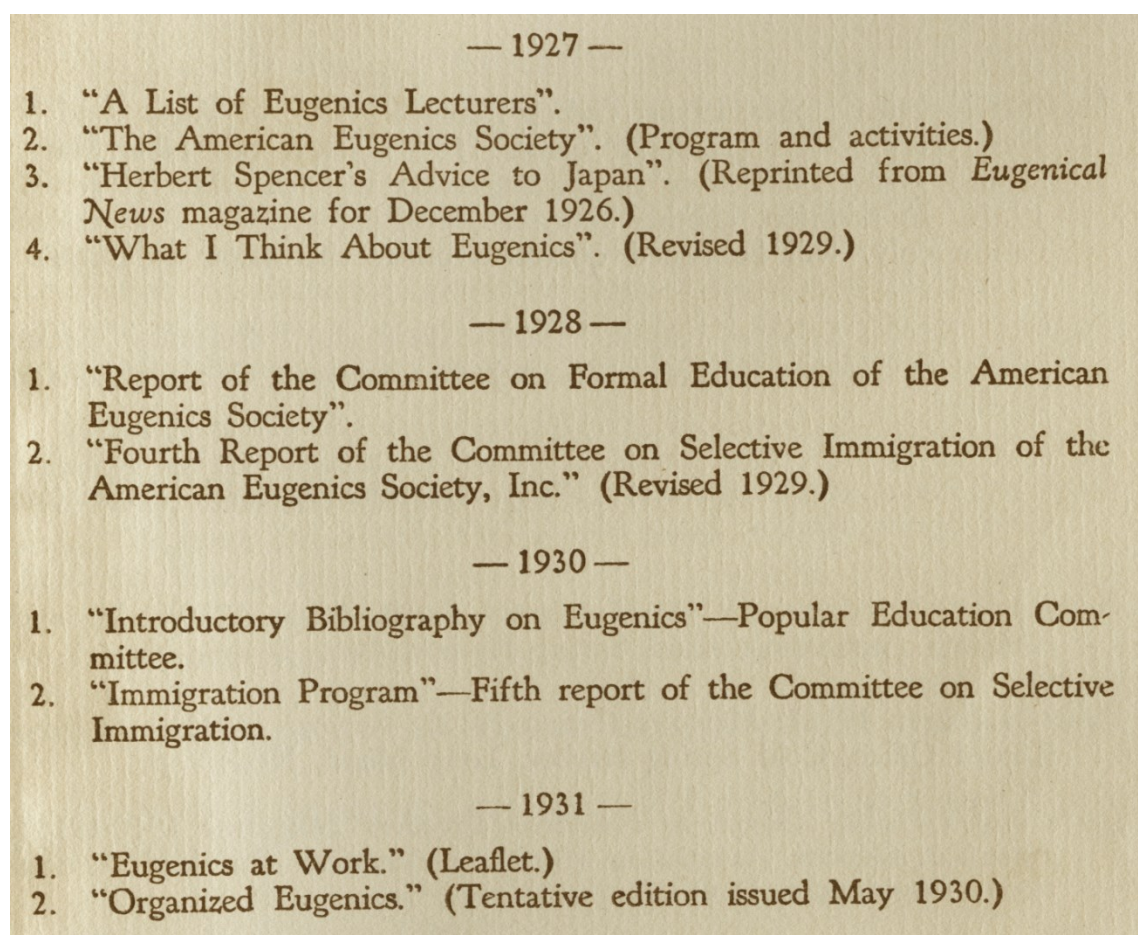 — 1927 —
1. “A List of Eugenics Lecturers”.
2. “The American Eugenics Society”. (Program and activities.)
3. “Herbert Spencer’s Advice to Japan”. (Reprinted from Eugenical
News magazine for December 1926.)
4. “What I Think About Eugenics”. (Revised 1929.)
— 1928 —
1. “Report of the Committee on Formal Education of the American
Eugenics Society”.
2. “Fourth Report of the Committee on Selective Immigration of the
American Eugenics Society, Inc.” (Revised 1929.)
— 1930 —
1. “Introductory Bibliography on Eugenics”—Popular Education Com-
mittee.
2. “Immigration Program”—Fifth report of the Committee on Selective
Immigration.
— 1931 —
1. “Eugenics at Work.” (Leaflet.)
2. “Organized Eugenics.” (Tentative edition issued May 1930.)